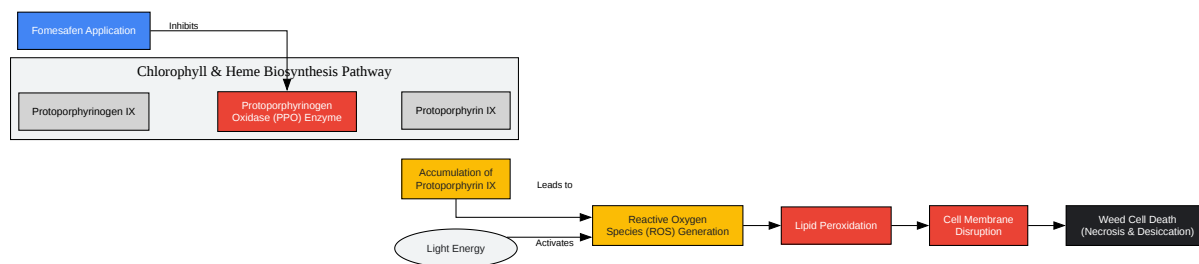 Fomesafen Application
Inhibits
Chlorophyll & Heme Biosynthesis Pathway
Protoporphyrinogen IX
Protoporphyrinogen
Oxidase (PPO) Enzyme
Protoporphyrin IX
Accumulation of
Protoporphyrin IX
Leads to
Light Energy
Activates
Reactive Oxygen
Species (ROS) Generation
Lipid Peroxidation
Cell Membrane
Disruption
Weed Cell Death
(Necrosis & Desiccation)